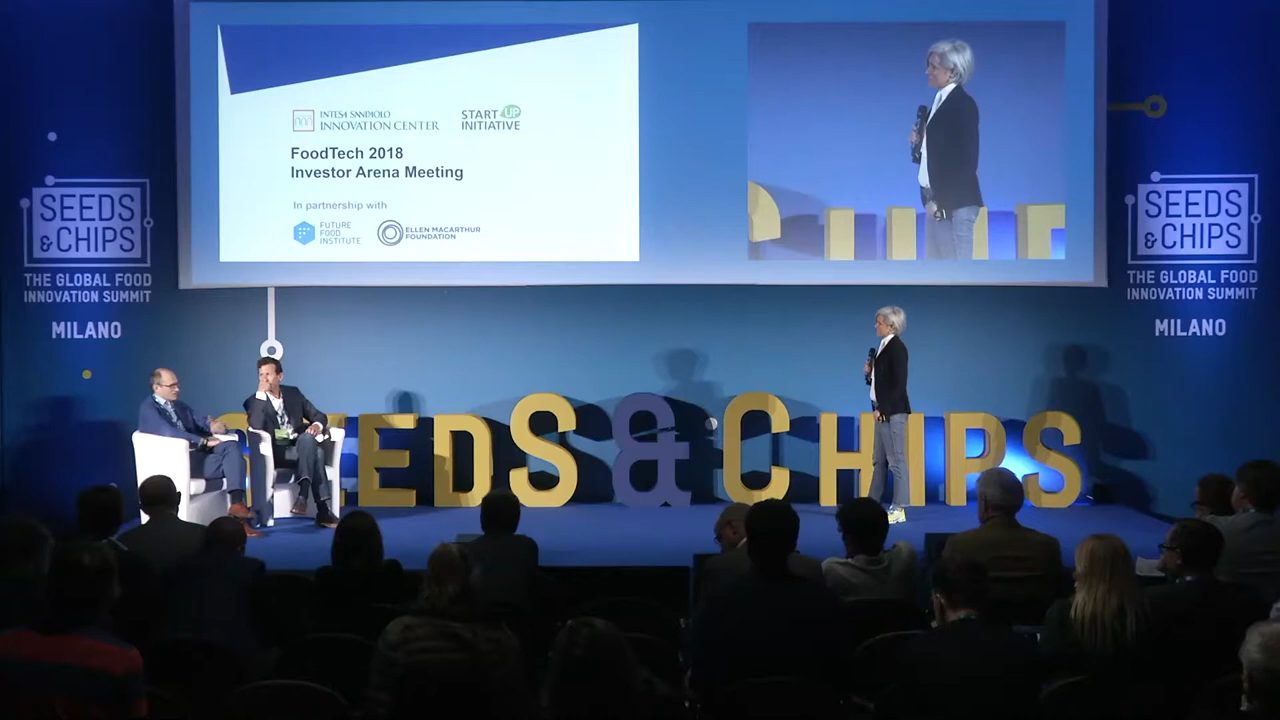 INTESA SANPAOLO
INNOVATION CENTER
START UP
INITIATIVE
FoodTech 2018
Investor Arena Meeting
In partnership with
FUTURE
FOOD
INSTITUTE
ELLEN MACARTHUR
FOUNDATION
SEEDS
& CHIPS
THE GLOBAL FOOD
INNOVATION SUMMIT
MILANO
SEEDS
& CHIPS
THE GLOBAL FOOD
INNOVATION SUMMIT
MILANO
SEEDS & CHIPS